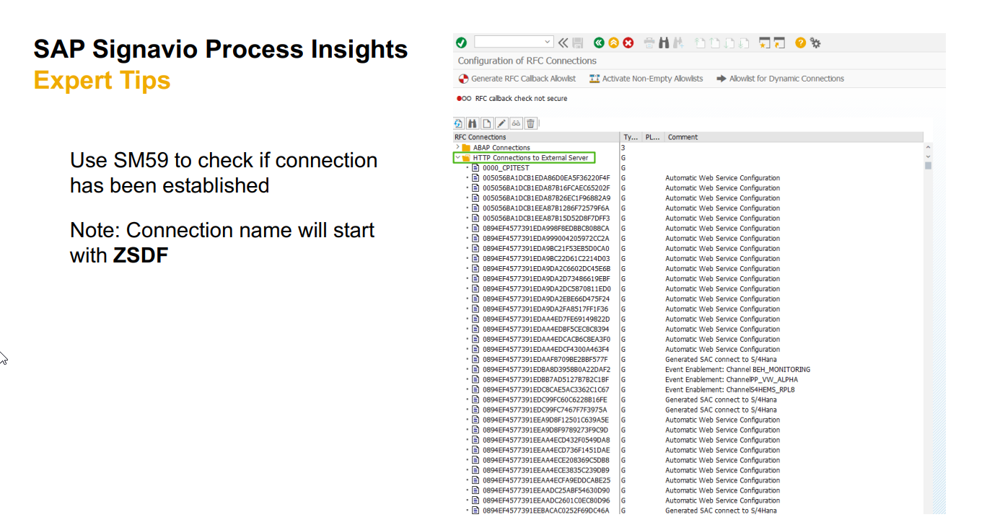 SAP Signavio Process Insights
Expert Tips
Use SM59 to check if connection
has been established
Note: Connection name will start
with ZSDF
Configuration of RFC Connections
Generate RFC Callback Allowlist Activate Non-Empty Allowlists Allowlist for Dynamic Connections
RFC callback check not secure
RFC Connections Ty... PL... Comment
ABAP Connections 3
HTTP Connections to External Server G
0000_CPITEST G
005056BA1DCB1EDA86D0EA5F36220F4F G Automatic Web Service Configuration
005056BA1DCB1EDA87B16FCAEC65202F G Automatic Web Service Configuration
005056BA1DCB1EDA87B26EC1F96882A9 G Automatic Web Service Configuration
005056BA1DCB1EEA87B1286F72579F6A G Automatic Web Service Configuration
005056BA1DCB1EEA87B15D52D8F7DFF3 G Automatic Web Service Configuration
0894EF4577391EDA998F8EDBBC8088CA G Automatic Web Service Configuration
0894EF4577391EDA999004205972CC2A G Automatic Web Service Configuration
0894EF4577391EDA9BC21F53EB5D0CA0 G Automatic Web Service Configuration
0894EF4577391EDA9BC22D61C2214D03 G Automatic Web Service Configuration
0894EF4577391EDA9DA2C6602DC45E6B G Automatic Web Service Configuration
0894EF4577391EDA9DA2D73486619EBF G Automatic Web Service Configuration
0894EF4577391EDA9DA2DC5870811ED0 G Automatic Web Service Configuration
0894EF4577391EDA9DA2EBE66D475F24 G Automatic Web Service Configuration
0894EF4577391EDA9DA2FA8517FF1F36 G Automatic Web Service Configuration
0894EF4577391EDAA4ED7FE69149822D G Automatic Web Service Configuration
0894EF4577391EDAA4EDBF5CEC8C8394 G Automatic Web Service Configuration
0894EF4577391EDAA4EDCACB6C8EA3F0 G Automatic Web Service Configuration
0894EF4577391EDAA4EDCF4300A463F4 G Automatic Web Service Configuration
0894EF4577391EDAAF8709BE2BBF577F G Generated SAC connect to S/4Hana
0894EF4577391EDBA8D3958B0A22DAF2 G Event Enablement: Channel BEH_MONITORING
0894EF4577391EDBB7AD5127B7B2C1BF G Event Enablement: ChannelPP_VW_ALPHA
0894EF4577391EDC8CAE5AC3362C1C67 G Event Enablement: ChannelS4HEMS_RPL8
0894EF4577391EDC99FC60C6228B16FE G Generated SAC connect to S/4Hana
0894EF4577391EDC99FC7467F7F3975A G Generated SAC connect to S/4Hana
0894EF4577391EEA9D8F12501C639A5E G Automatic Web Service Configuration
0894EF4577391EEA9D8F9789273F9C9D G Automatic Web Service Configuration
0894EF4577391EEAA4ECD432F0549DA8 G Automatic Web Service Configuration
0894EF4577391EEAA4ECD736F1451DAE G Automatic Web Service Configuration
0894EF4577391EEAA4ECE208369C5DB8 G Automatic Web Service Configuration
0894EF4577391EEAA4ECE3835C239DB9 G Automatic Web Service Configuration
0894EF4577391EEAA4ECFA9EDDCABE25 G Automatic Web Service Configuration
0894EF4577391EEAADC25ABF54630D90 G Automatic Web Service Configuration
0894EF4577391EEAADC2601C0EC80D96 G Automatic Web Service Configuration
0894EF4577391EEBACAC0252F69DC46A G Generated SAC connect to S/4Hana